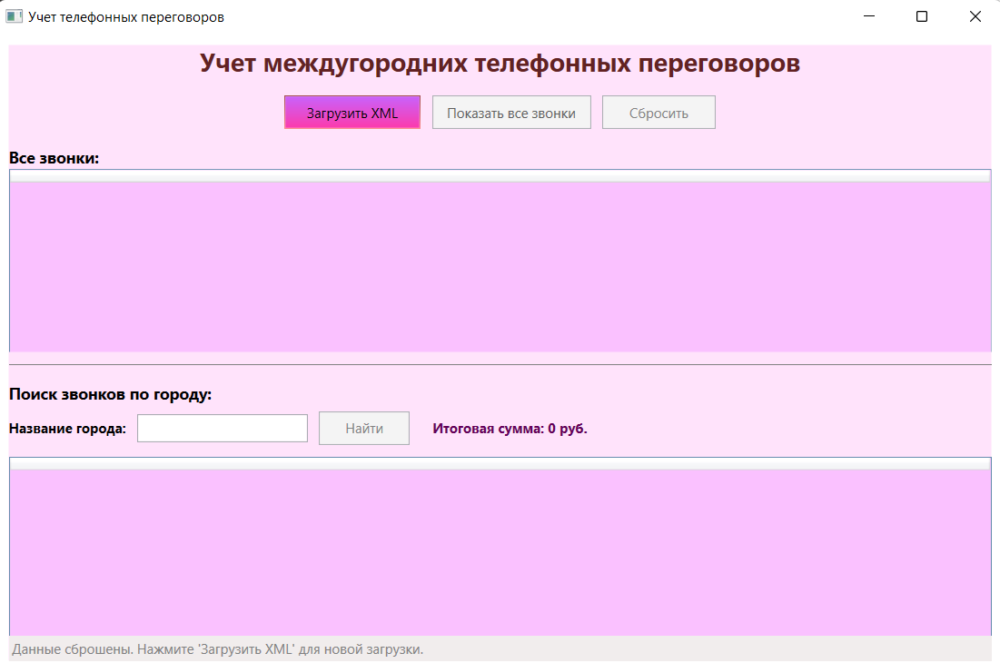 Учет телефонных переговоров
Учет междугородних телефонных переговоров
Загрузить XML Показать все звонки Сбросить
Все звонки:
Поиск звонков по городу:
Название города: Найти Итоговая сумма: 0 руб.
Данные сброшены. Нажмите 'Загрузить XML' для новой загрузки.